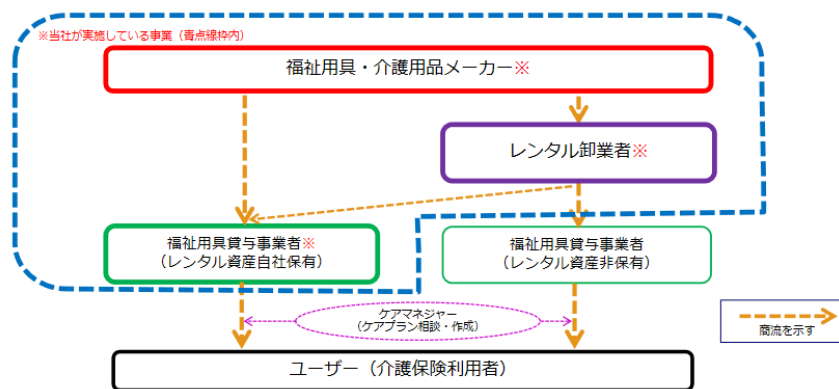 ※当社が実施している事業（青点線枠内）
福祉用具・介護用品メーカー※
レンタル卸業者※
福祉用具貸与事業者※
（レンタル資産自社保有）
福祉用具貸与事業者
（レンタル資産非保有）
ケアマネジャー
（ケアプラン相談・作成）
商流を示す
ユーザー（介護保険利用者）